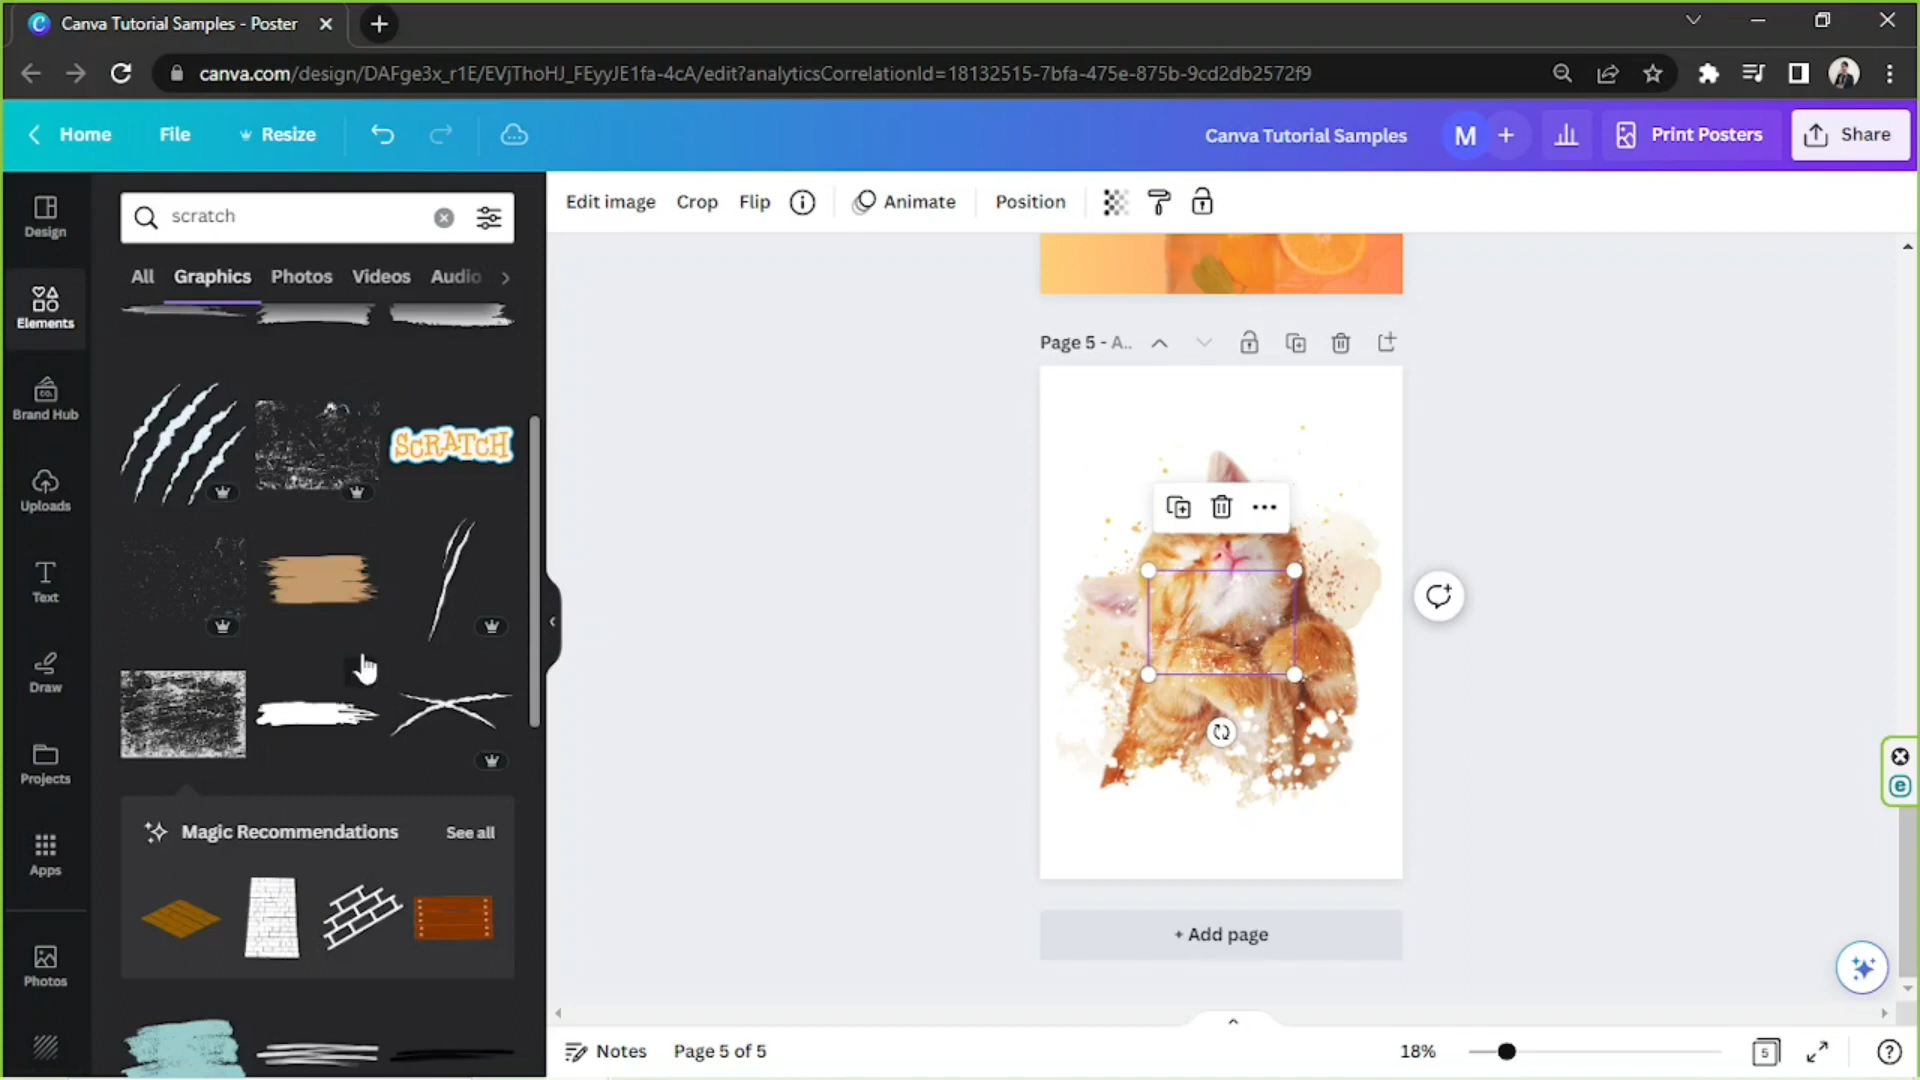 Canva Tutorial Samples - Poster
canva.com/design/DAFge3x_r1E/EVjThoHJ_FEyyJE1fa-4cA/edit?analyticsCorrelationId=18132515-7bfa-475e-875b-9cd2db2572f9
Home File Resize Canva Tutorial Samples M Print Posters Share
Design
Elements
Brand Hub
Uploads
Text
Draw
Projects
Apps
Photos
scratch
All Graphics Photos Videos Audio
SCRATCH
Magic Recommendations See all
Edit image Crop Flip Animate Position
Page 5 - A..
+ Add page
Notes Page 5 of 5 18% 5